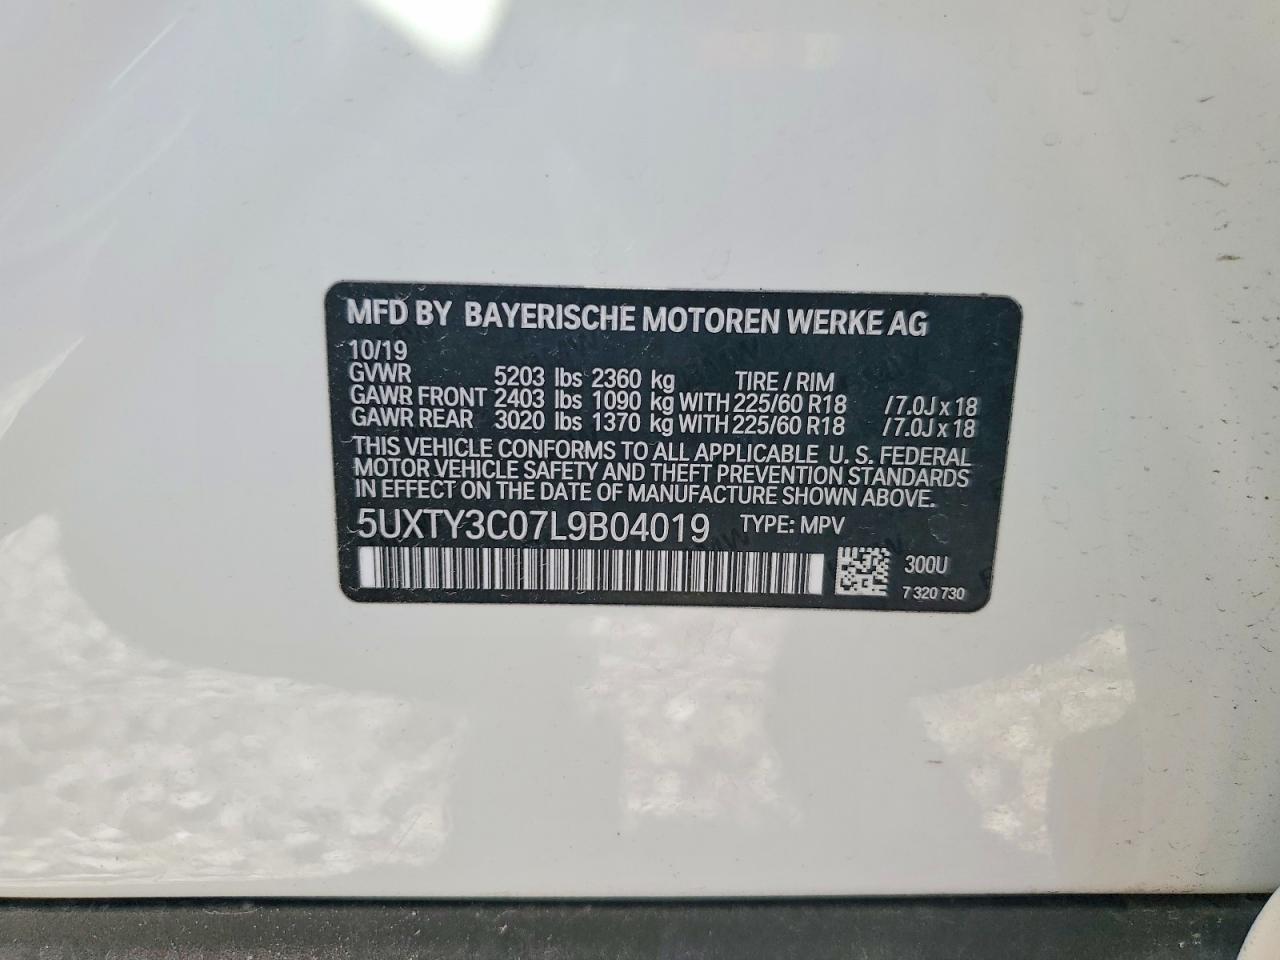 MFD BY BAYERISCHE MOTOREN WERKE AG
10/19
GVWR 5203 lbs 2360 kg TIRE / RIM
GAWR FRONT 2403 lbs 1090 kg WITH 225/60 R18 / 7.0J x 18
GAWR REAR 3020 lbs 1370 kg WITH 225/60 R18 / 7.0J x 18
THIS VEHICLE CONFORMS TO ALL APPLICABLE U. S. FEDERAL
MOTOR VEHICLE SAFETY AND THEFT PREVENTION STANDARDS
IN EFFECT ON THE DATE OF MANUFACTURE SHOWN ABOVE.
5UXTY3C07L9B04019 TYPE: MPV
300U
7 320 730